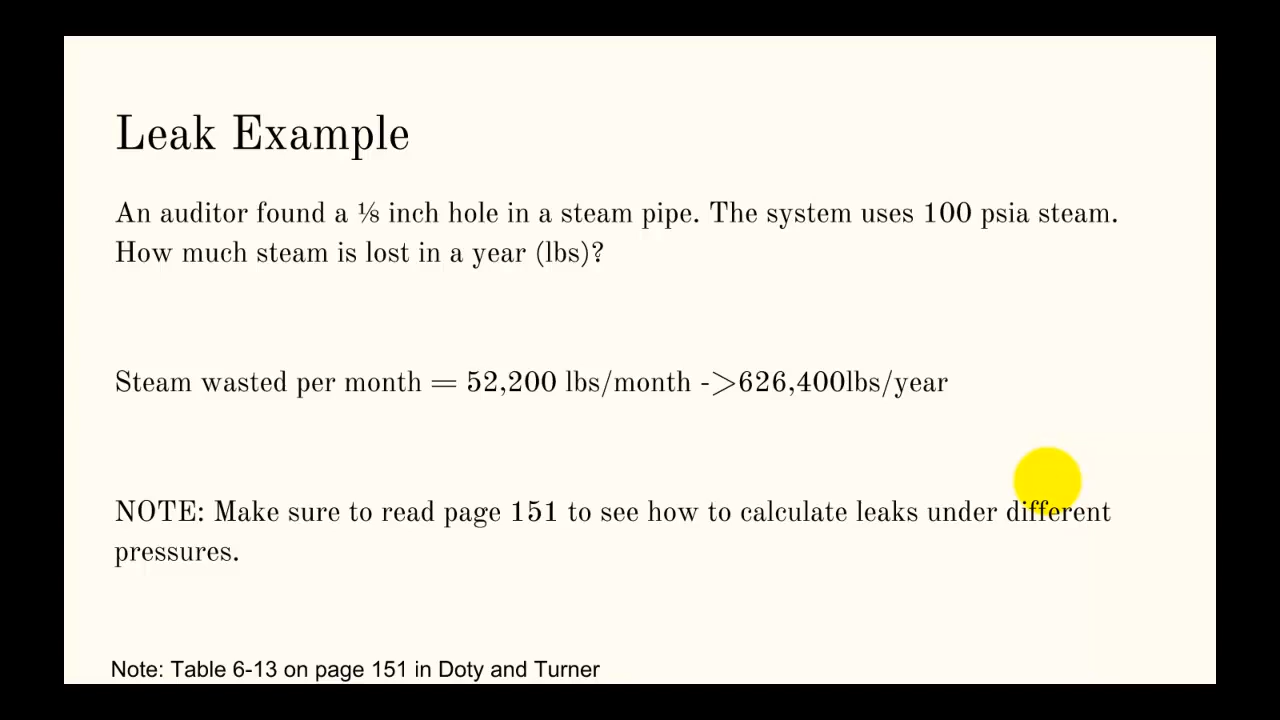 Leak Example
An auditor found a ⅛ inch hole in a steam pipe. The system uses 100 psia steam.
How much steam is lost in a year (lbs)?
Steam wasted per month = 52,200 lbs/month ->626,400lbs/year
NOTE: Make sure to read page 151 to see how to calculate leaks under different
pressures.
Note: Table 6-13 on page 151 in Doty and Turner